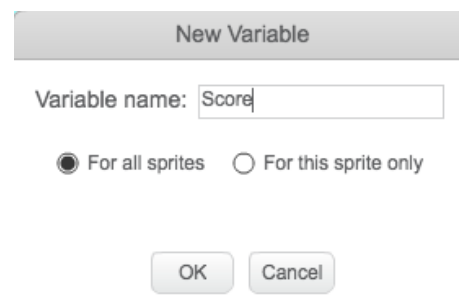 New Variable
Variable name: Score
For all sprites For this sprite only
OK Cancel